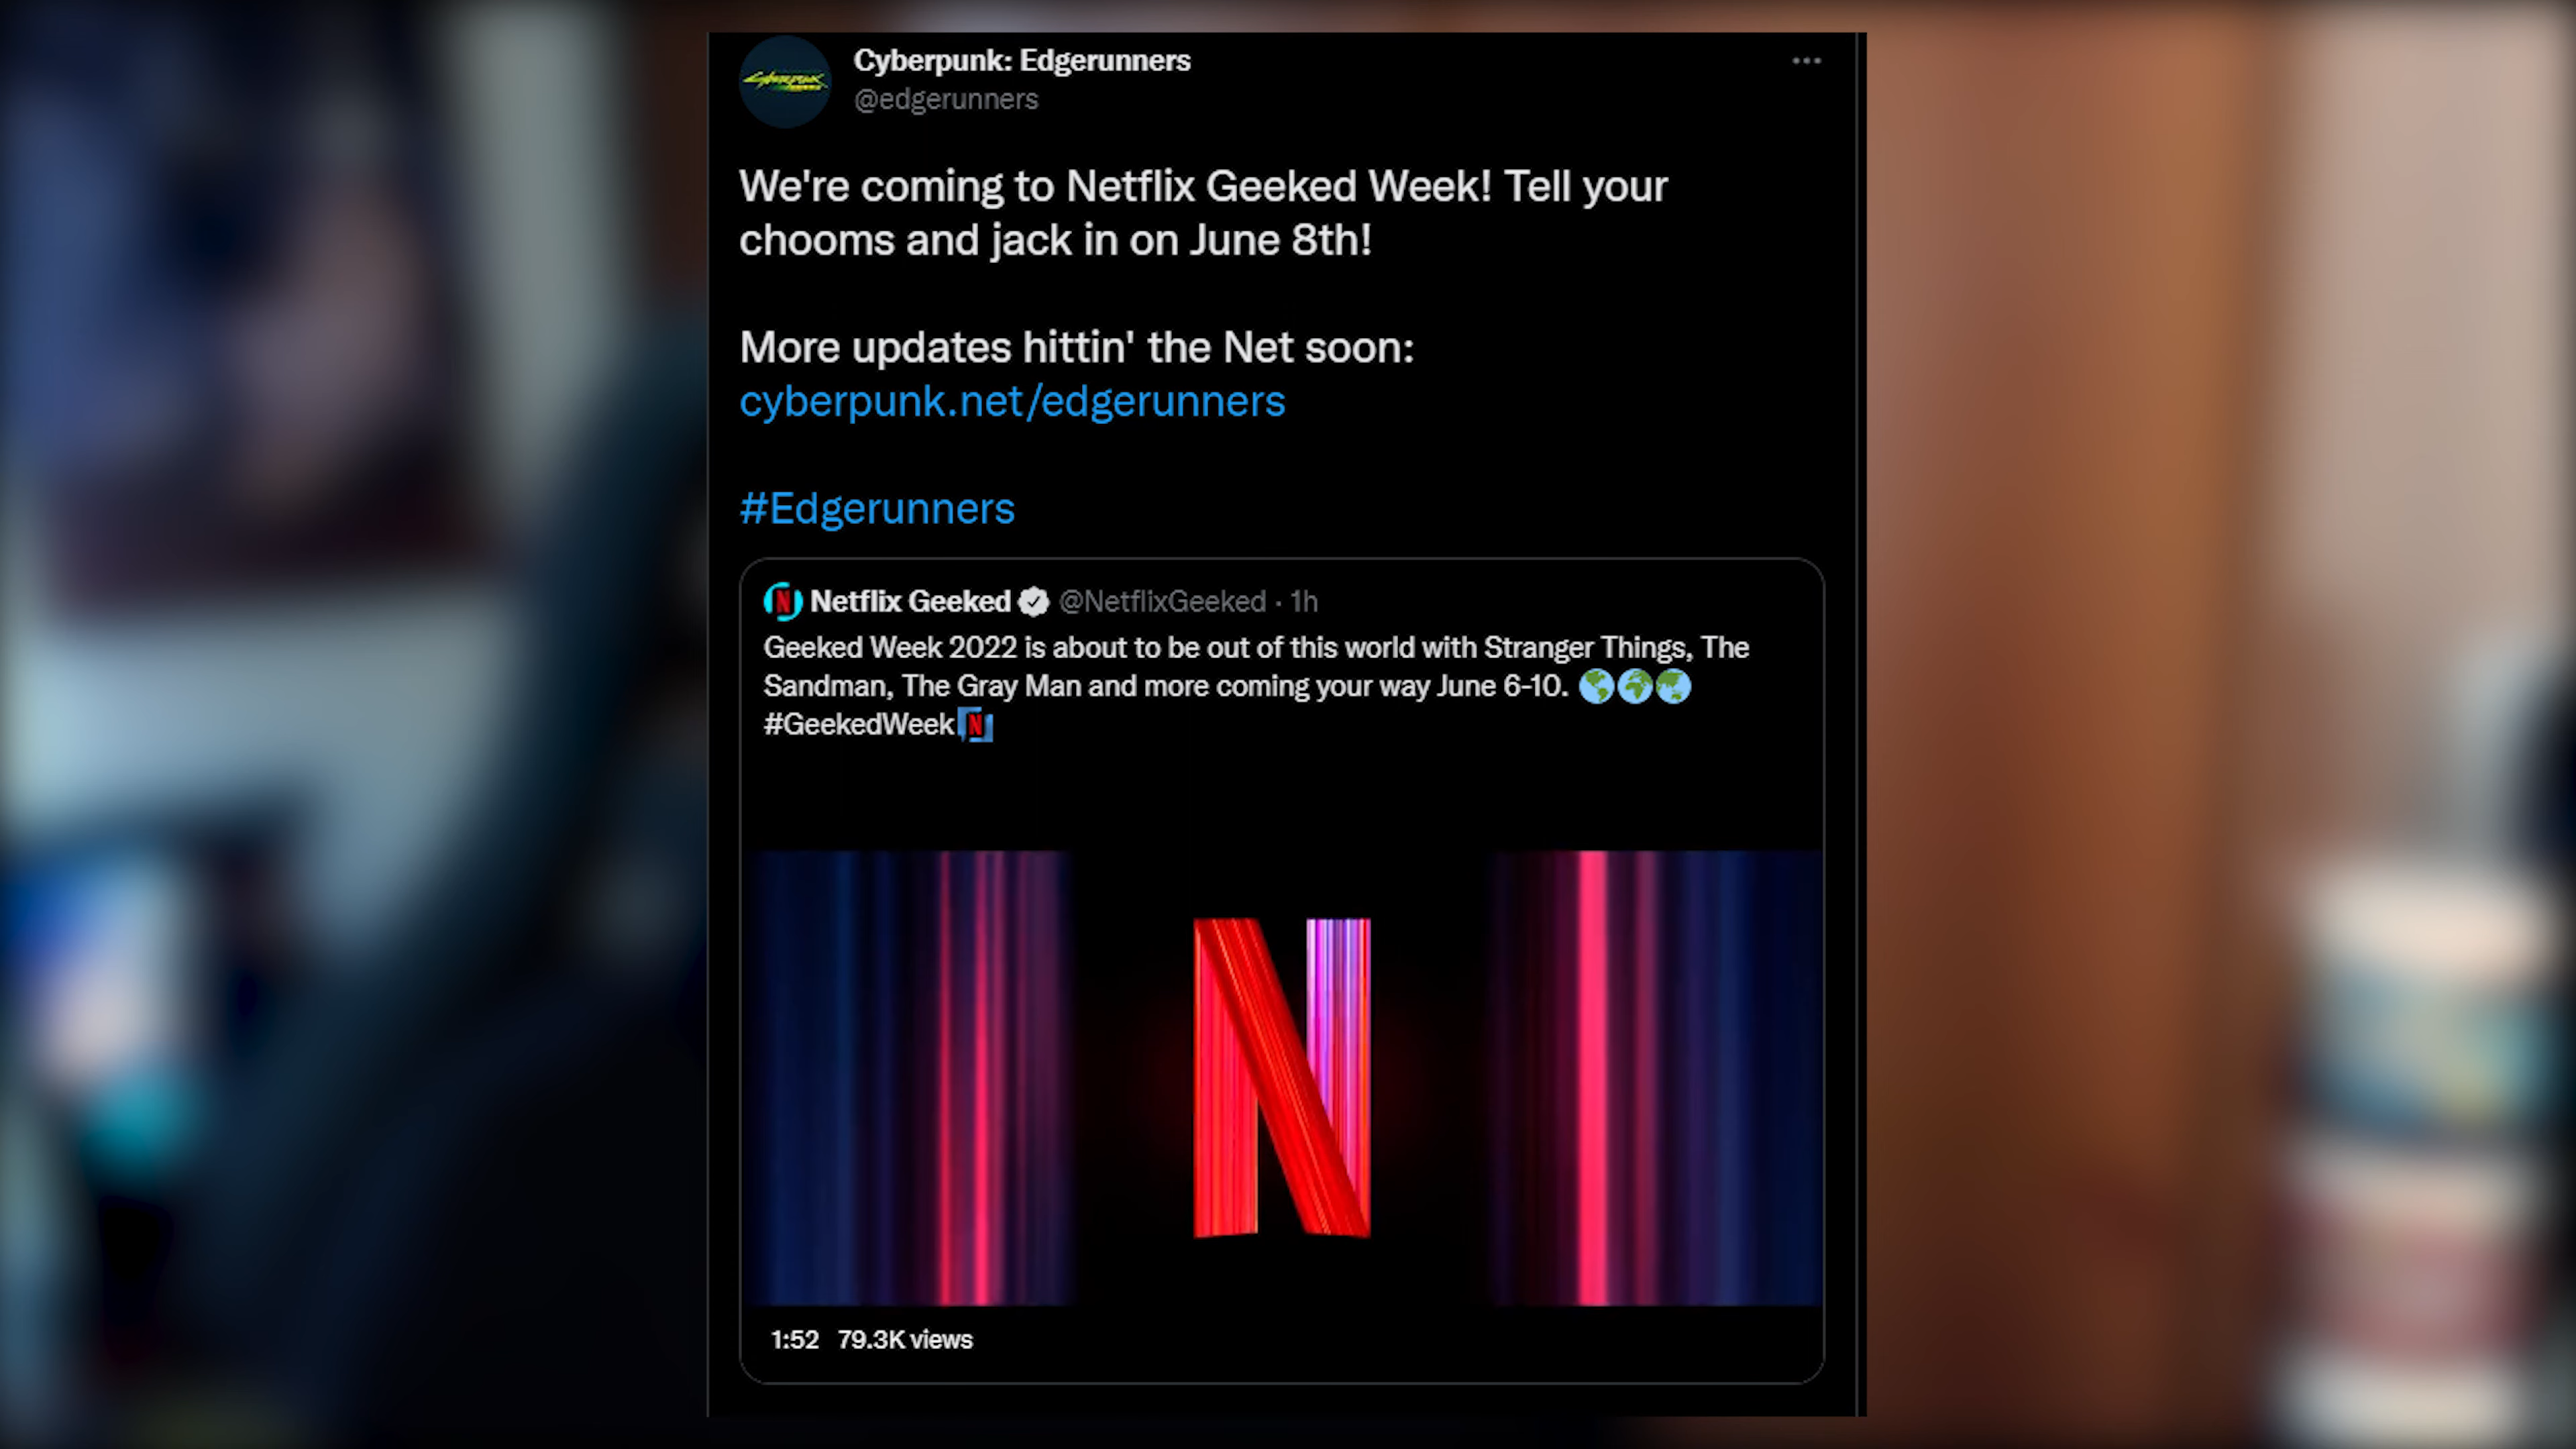 Cyberpunk: Edgerunners
@edgerunners
We're coming to Netflix Geeked Week! Tell your
chooms and jack in on June 8th!
More updates hittin' the Net soon:
cyberpunk.net/edgerunners
#Edgerunners
Netflix Geeked @NetflixGeeked · 1h
Geeked Week 2022 is about to be out of this world with Stranger Things, The
Sandman, The Gray Man and more coming your way June 6-10. 🌎🌍🌏
#GeekedWeek
N
1:52 79.3K views